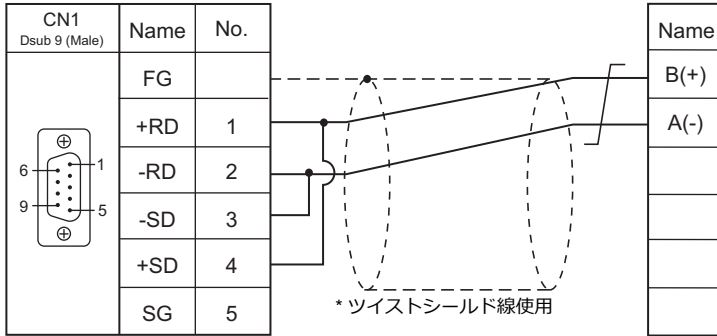 CN1
Dsub 9 (Male)
Name No.
FG
+RD 1
-RD 2
-SD 3
+SD 4
SG 5
6 1
9 5
* ツイストシールド線使用
Name
B(+)
A(-)